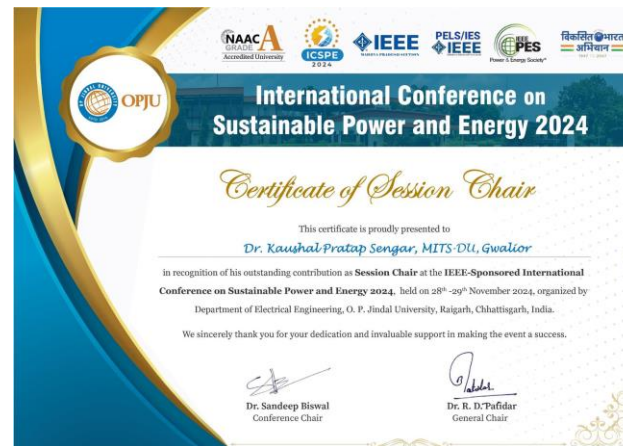 NAAC
GRADE A
Accredited University
ICSPE
2024
IEEE
PELS/IES
IEEE
IEEE
PES
Power & Energy Society
विकसित भारत
अभियान
OPJU
International Conference on
Sustainable Power and Energy 2024
Certificate of Session Chair
This certificate is proudly presented to
Dr. Kaushal Pratap Sengar, MITS-DU, Gwalior
in recognition of his outstanding contribution as Session Chair at the IEEE-Sponsored International
Conference on Sustainable Power and Energy 2024, held on 28th -29th November 2024, organized by
Department of Electrical Engineering, O. P. Jindal University, Raigarh, Chhattisgarh, India.
We sincerely thank you for your dedication and invaluable support in making the event a success.
Dr. Sandeep Biswal
Conference Chair
Dr. R. D. Patidar
General Chair